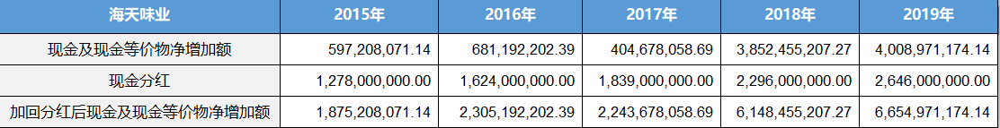 海天味业 2015年 2016年 2017年 2018年 2019年
现金及现金等价物净增加额 597,208,071.14 681,192,202.39 404,678,058.69 3,852,455,207.27 4,008,971,174.14
现金分红 1,278,000,000.00 1,624,000,000.00 1,839,000,000.00 2,296,000,000.00 2,646,000,000.00
加回分红后现金及现金等价物净增加额 1,875,208,071.14 2,305,192,202.39 2,243,678,058.69 6,148,455,207.27 6,654,971,174.14